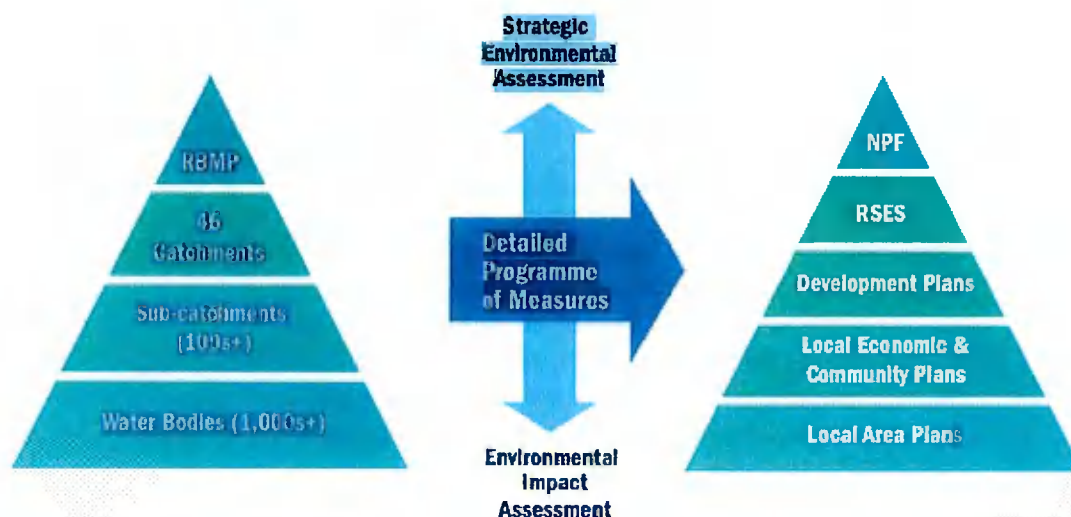 RBMP
46
Catchments
Sub-catchments
(100s+)
Water Bodies (1,000s+)
Strategic
Environmental
Assessment
Detailed
Programme
of Measures
Environmental
Impact
Assessment
NPF
RSES
Development Plans
Local Economic &
Community Plans
Local Area Plans